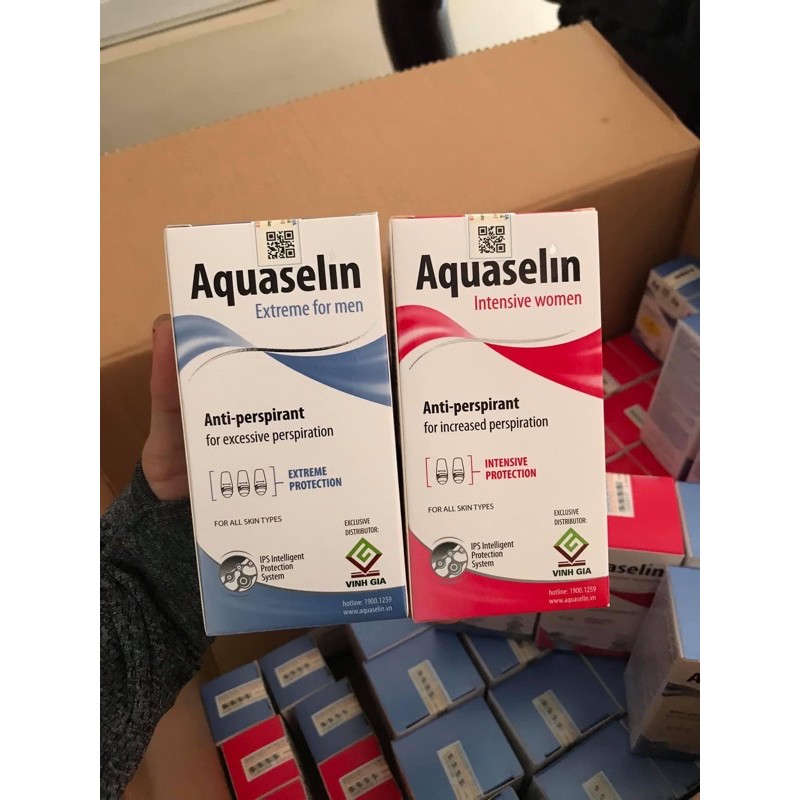 Aquaselin
Extreme for men
Anti-perspirant
for excessive perspiration
EXTREME
PROTECTION
FOR ALL SKIN TYPES
EXCLUSIVE
DISTRIBUTOR:
IPS Intelligent
Protection
System
VINH GIA
hotline: 1900.1259
www.aquaselin.vn
Aquaselin
Intensive women
Anti-perspirant
for increased perspiration
INTENSIVE
PROTECTION
FOR ALL SKIN TYPES
EXCLUSIVE
DISTRIBUTOR:
IPS Intelligent
Protection
System
VINH GIA
hotline: 1900.1259
www.aquaselin.vn
aselin